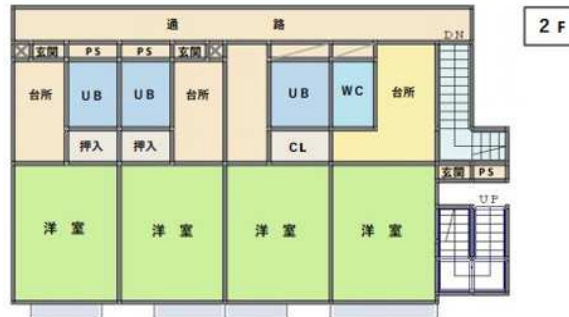 通 路
2 F
DN
玄関 PS PS 玄関
台所 UB UB 台所 UB WC 台所
押入 押入 CL
玄関 PS
UP
洋 室 洋 室 洋 室 洋 室